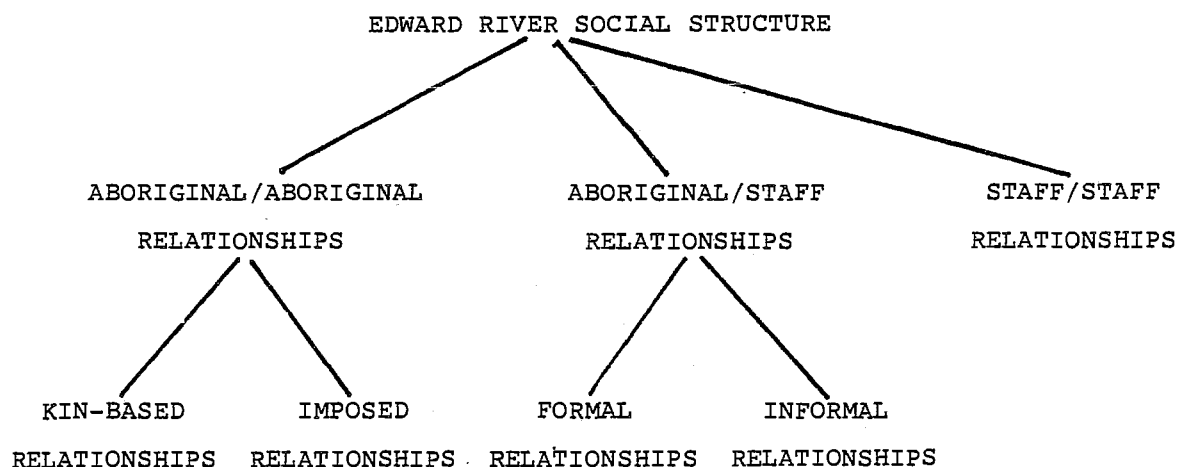 EDWARD RIVER SOCIAL STRUCTURE
ABORIGINAL/ABORIGINAL
RELATIONSHIPS
ABORIGINAL/STAFF
RELATIONSHIPS
STAFF/STAFF
RELATIONSHIPS
KIN-BASED
RELATIONSHIPS
IMPOSED
RELATIONSHIPS
FORMAL
RELATIONSHIPS
INFORMAL
RELATIONSHIPS